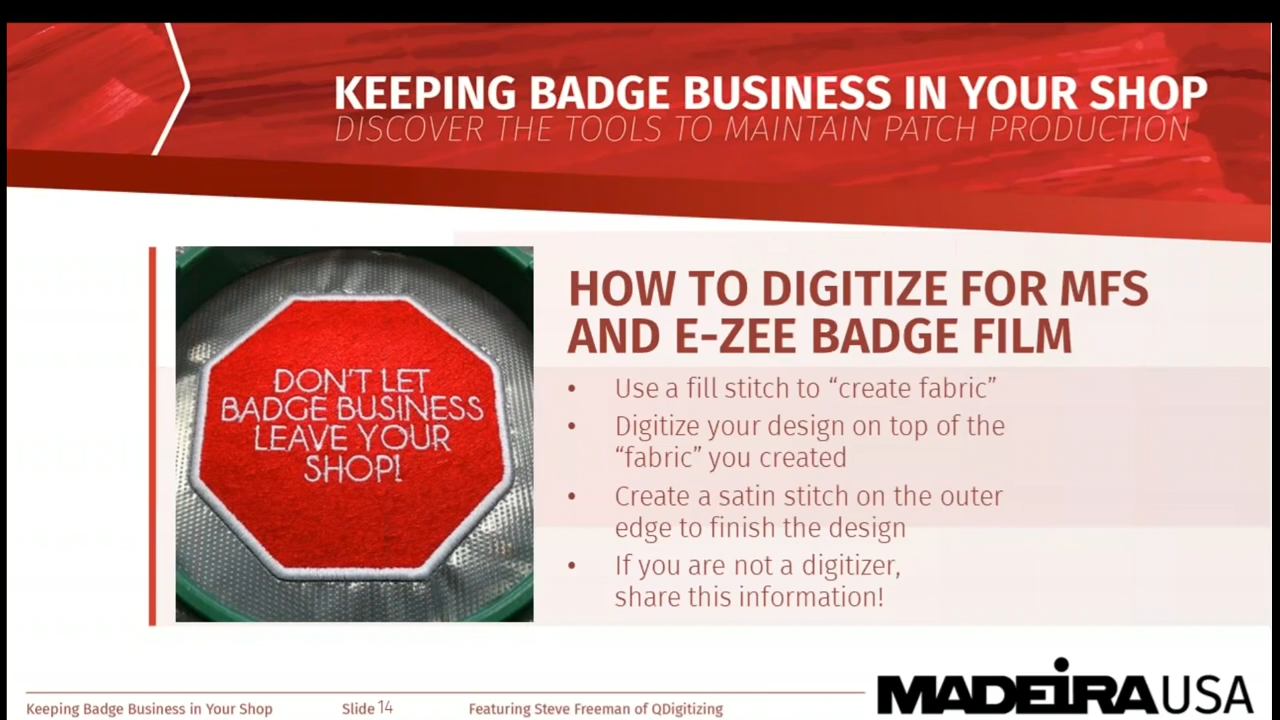 KEEPING BADGE BUSINESS IN YOUR SHOP
DISCOVER THE TOOLS TO MAINTAIN PATCH PRODUCTION
DON'T LET
BADGE BUSINESS
LEAVE YOUR
SHOP!
HOW TO DIGITIZE FOR MFS
AND E-ZEE BADGE FILM
• Use a fill stitch to “create fabric”
• Digitize your design on top of the
“fabric” you created
• Create a satin stitch on the outer
edge to finish the design
• If you are not a digitizer,
share this information!
Keeping Badge Business in Your Shop Slide 14 Featuring Steve Freeman of QDigitizing
MADEIRA USA